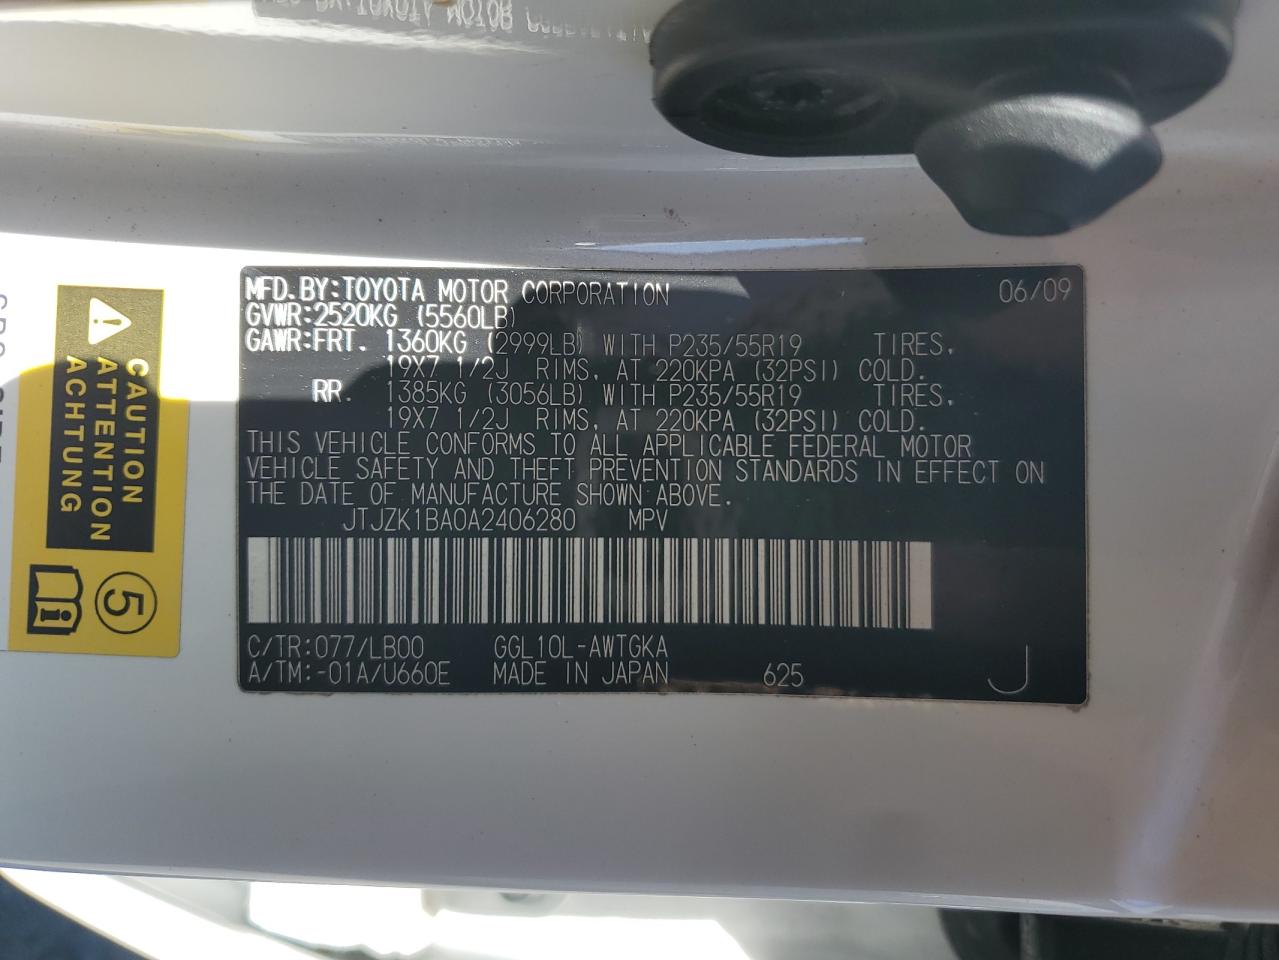 MFD.BY:TOYOTA MOTOR CORPORATION 06/09
GVWR:2520KG (5560LB)
GAWR:FRT. 1360KG (2999LB) WITH P235/55R19 TIRES.
19X7 1/2J RIMS, AT 220KPA (32PSI) COLD.
RR. 1385KG (3056LB) WITH P235/55R19 TIRES.
19X7 1/2J RIMS, AT 220KPA (32PSI) COLD.
THIS VEHICLE CONFORMS TO ALL APPLICABLE FEDERAL MOTOR
VEHICLE SAFETY AND THEFT PREVENTION STANDARDS IN EFFECT ON
THE DATE OF MANUFACTURE SHOWN ABOVE.
JTJZK1BA0A2406280 MPV
C/TR:077/LB00 GGL10L-AWTGKA
A/TM:-01A/U660E MADE IN JAPAN 625 J
CAUTION
ATTENTION
ACHTUNG
5
i